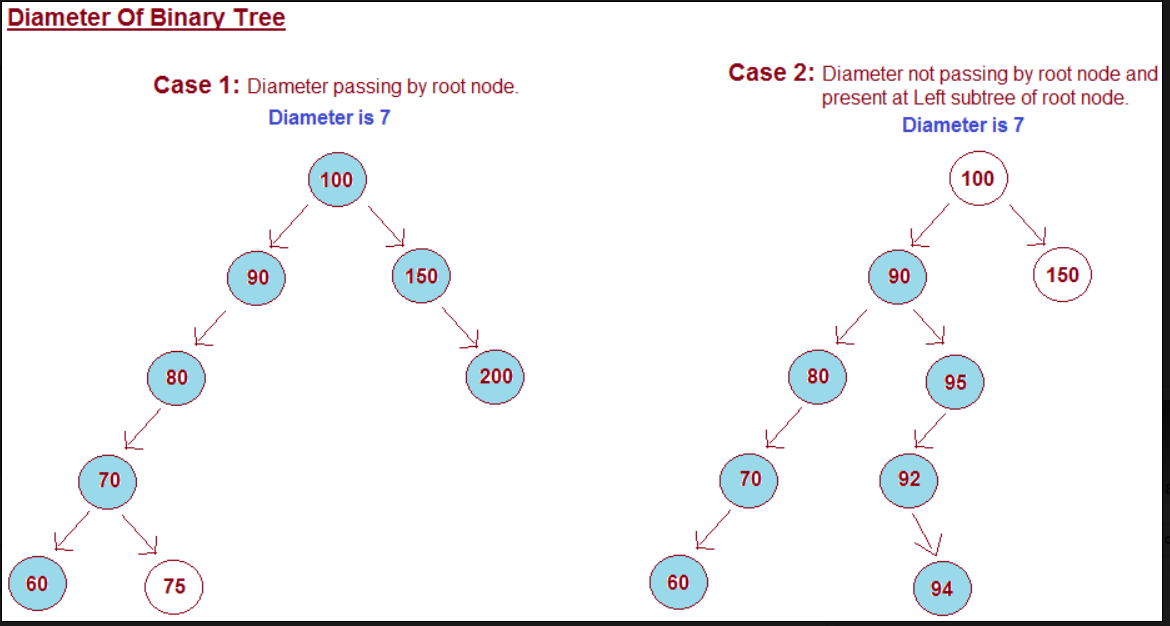 Diameter Of Binary Tree
Case 1: Diameter passing by root node.
Diameter is 7
100
90
150
80
200
70
60
75
Case 2: Diameter not passing by root node and
present at Left subtree of root node.
Diameter is 7
100
90
150
80
95
70
92
60
94